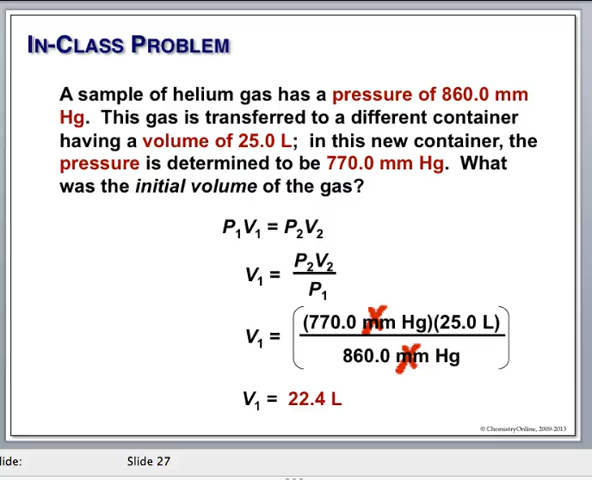 IN-CLASS PROBLEM
A sample of helium gas has a pressure of 860.0 mm
Hg. This gas is transferred to a different container
having a volume of 25.0 L; in this new container, the
pressure is determined to be 770.0 mm Hg. What
was the initial volume of the gas?
P₁V₁ = P₂V₂
V₁ = P₂V₂
P₁
V₁ = (770.0 mm Hg)(25.0 L)
860.0 mm Hg
V₁ = 22.4 L
© ChemistryOnline, 2009-2013
lide: Slide 27